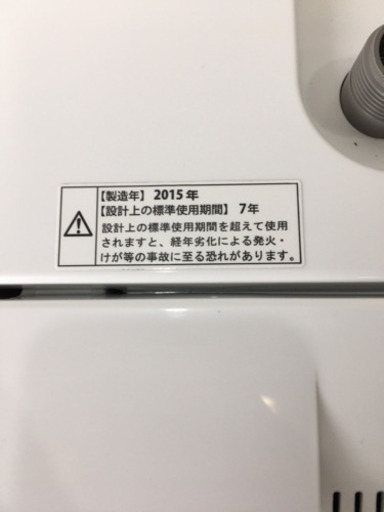 【製造年】 2015年
【設計上の標準使用期間】 7年
設計上の標準使用期間を超えて使用
されますと、経年劣化による発火・
けが等の事故に至る恐れがあります。